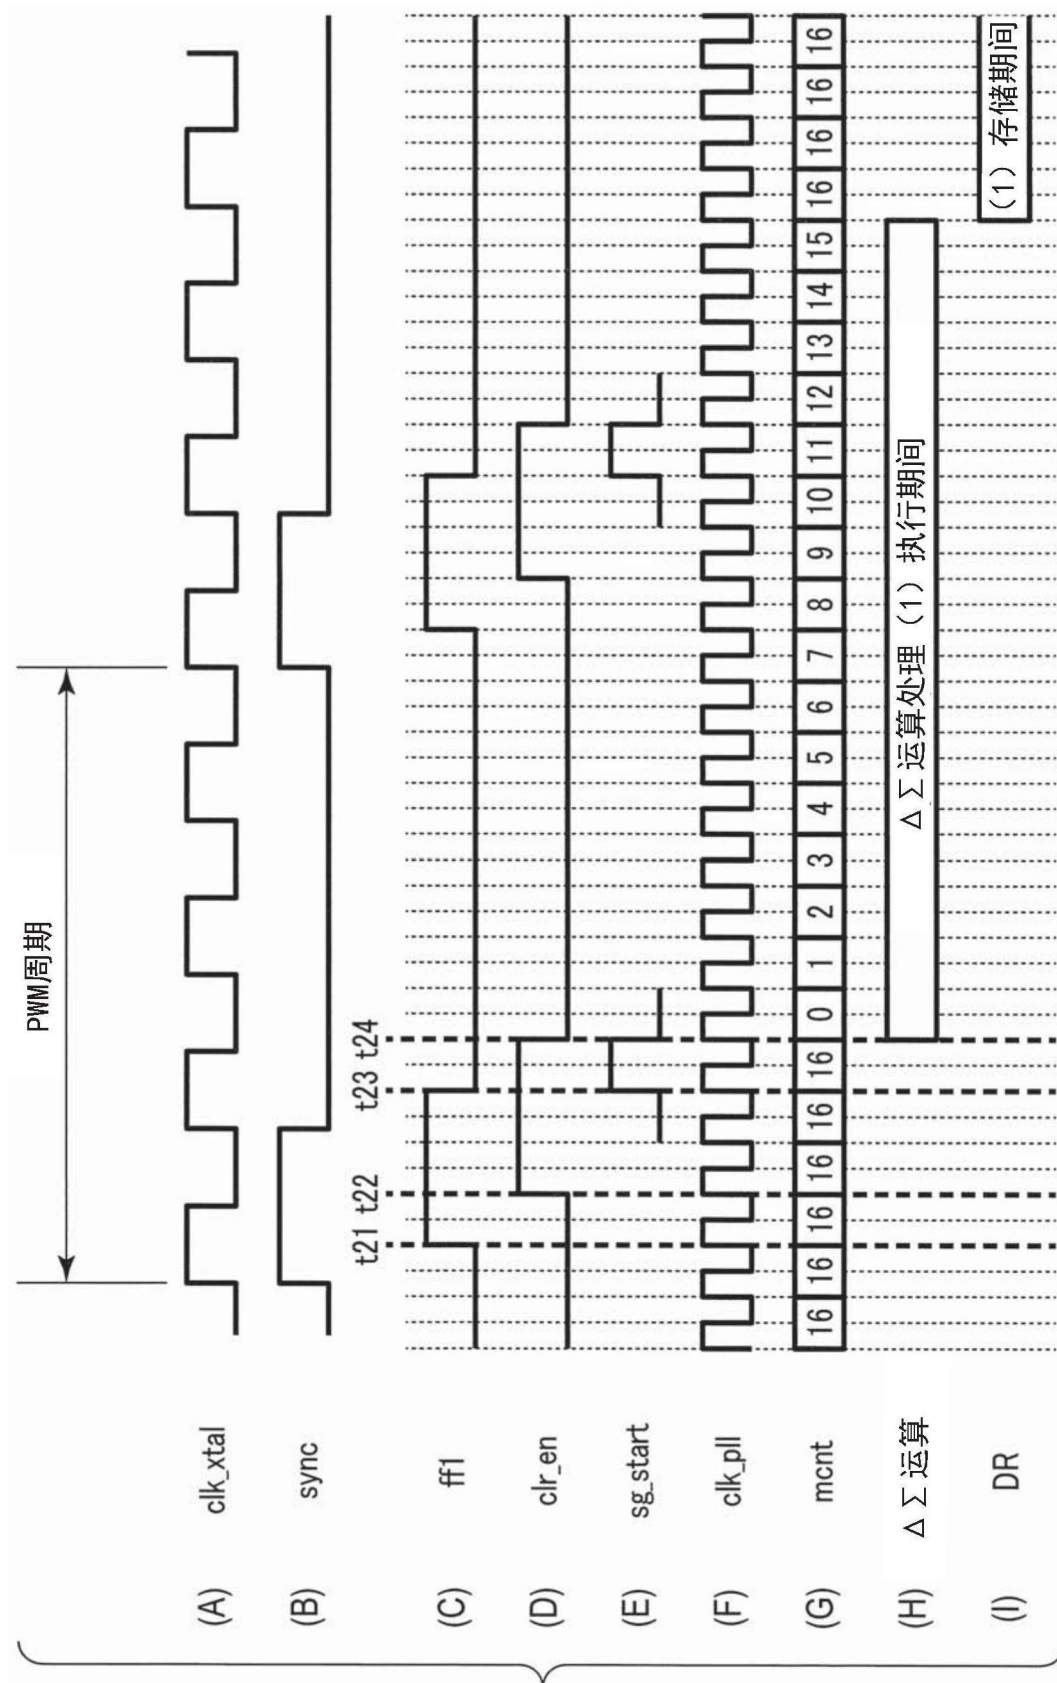 PWM周期
(A) clk_xtal
(B) sync
t21 t22 t23 t24
(C) ff1
(D) clr_en
(E) sg_start
(F) clk_pll
(G) mcnt 16 16 16 16 16 16 0 1 2 3 4 5 6 7 8 9 10 11 12 13 14 15 16 16 16 16
(H) ΔΣ运算 ΔΣ运算处理（1）执行期间
(I) DR （1）存储期间